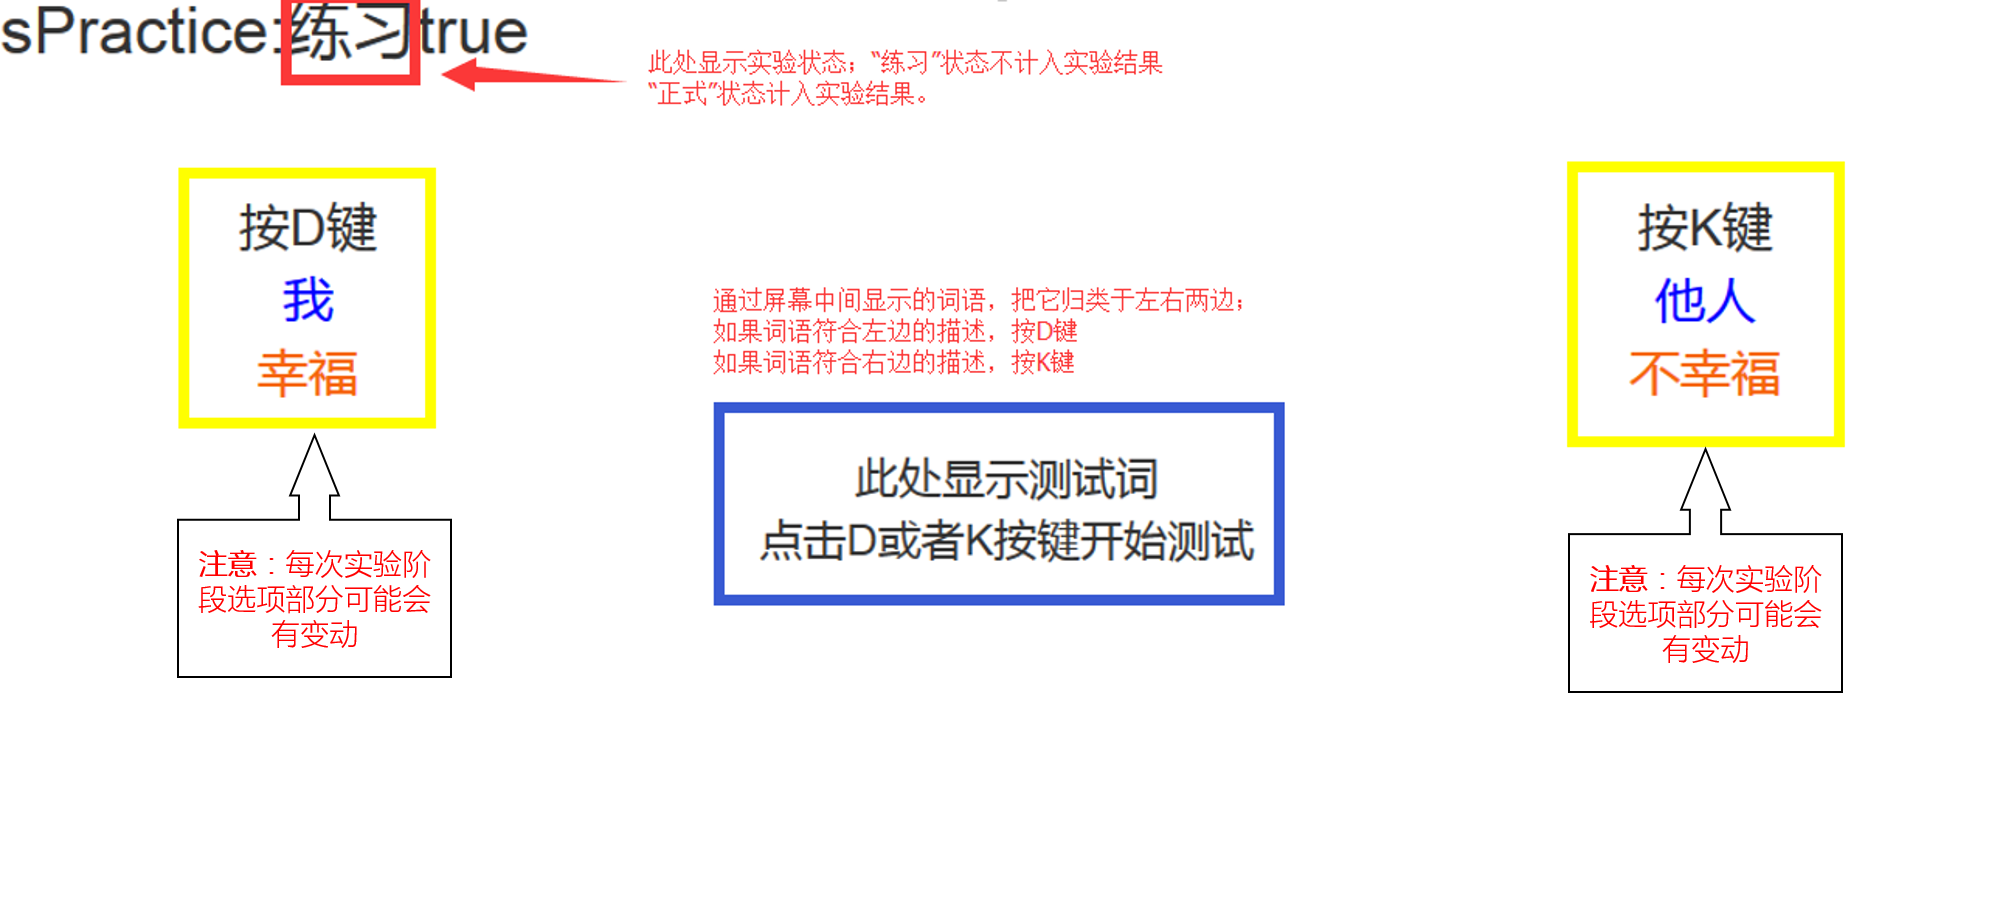 sPractice:练习true
此处显示实验状态；“练习”状态不计入实验结果
“正式”状态计入实验结果。
按D键
我
幸福
按K键
他人
不幸福
通过屏幕中间显示的词语，把它归类于左右两边；
如果词语符合左边的描述，按D键
如果词语符合右边的描述，按K键
此处显示测试词
点击D或者K按键开始测试
注意：每次实验阶
段选项部分可能会
有变动
注意：每次实验阶
段选项部分可能会
有变动